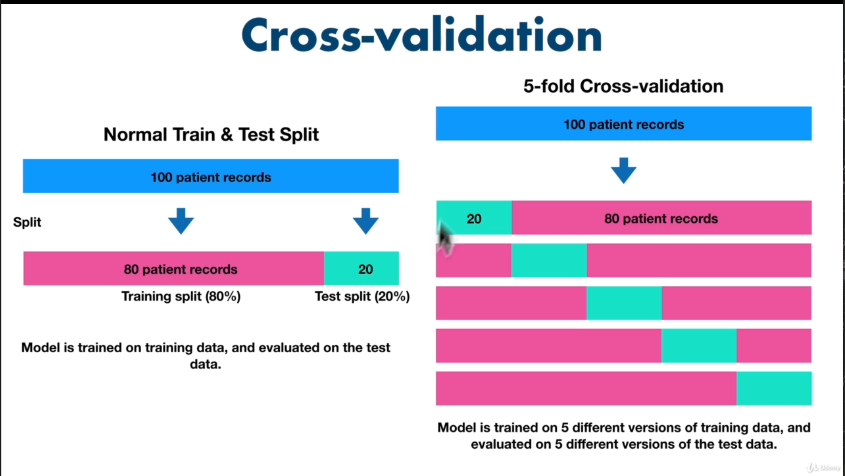 Cross-validation
Normal Train & Test Split
100 patient records
Split
80 patient records
20
Training split (80%)
Test split (20%)
Model is trained on training data, and evaluated on the test
data.
5-fold Cross-validation
100 patient records
20
80 patient records
Model is trained on 5 different versions of training data, and
evaluated on 5 different versions of the test data.
Udemy